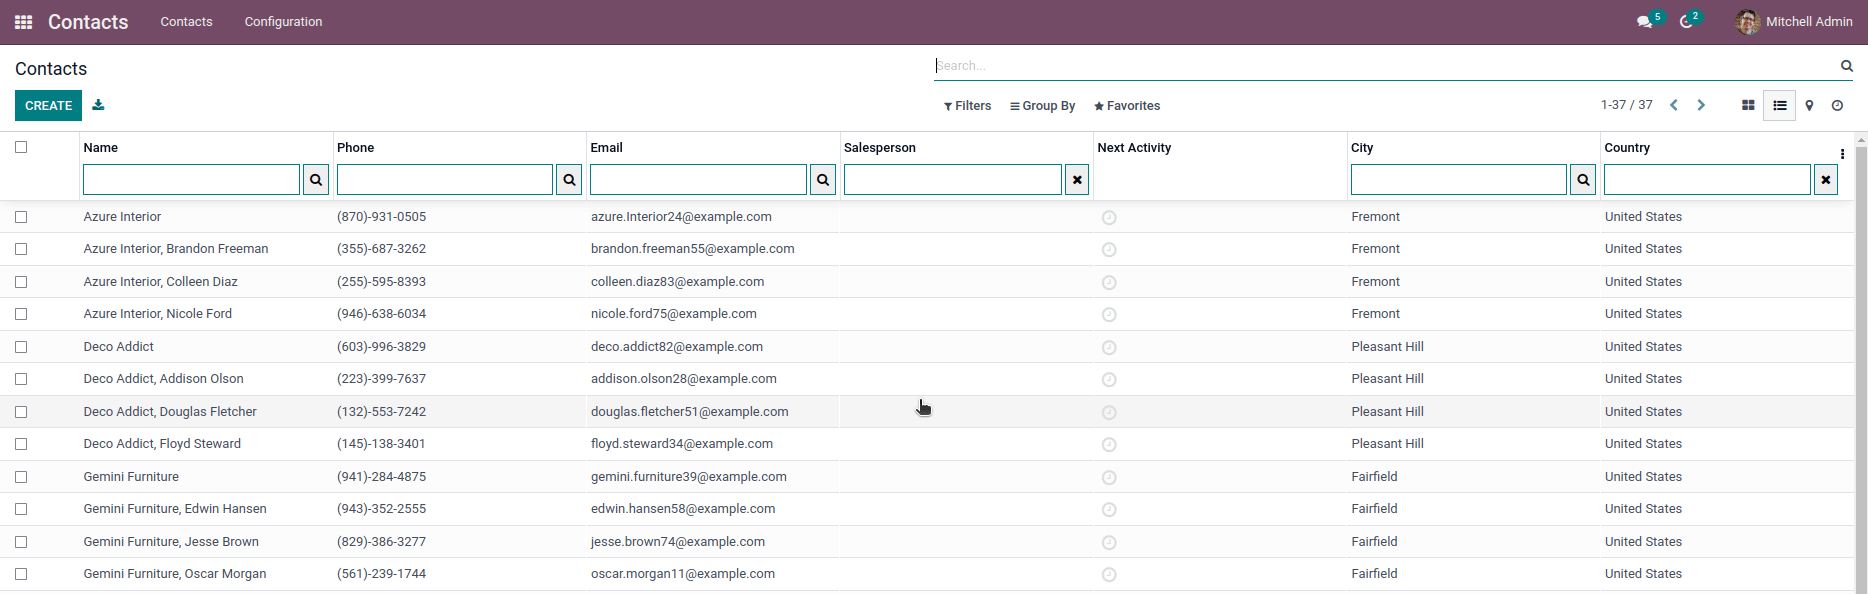 Contacts Contacts Configuration 5 2 Mitchell Admin
Contacts Search...
CREATE Filters Group By Favorites 1-37 / 37
Name Phone Email Salesperson Next Activity City Country
Azure Interior (870)-931-0505 azure.Interior24@example.com Fremont United States
Azure Interior, Brandon Freeman (355)-687-3262 brandon.freeman55@example.com Fremont United States
Azure Interior, Colleen Diaz (255)-595-8393 colleen.diaz83@example.com Fremont United States
Azure Interior, Nicole Ford (946)-638-6034 nicole.ford75@example.com Fremont United States
Deco Addict (603)-996-3829 deco.addict82@example.com Pleasant Hill United States
Deco Addict, Addison Olson (223)-399-7637 addison.olson28@example.com Pleasant Hill United States
Deco Addict, Douglas Fletcher (132)-553-7242 douglas.fletcher51@example.com Pleasant Hill United States
Deco Addict, Floyd Steward (145)-138-3401 floyd.steward34@example.com Pleasant Hill United States
Gemini Furniture (941)-284-4875 gemini.furniture39@example.com Fairfield United States
Gemini Furniture, Edwin Hansen (943)-352-2555 edwin.hansen58@example.com Fairfield United States
Gemini Furniture, Jesse Brown (829)-386-3277 jesse.brown74@example.com Fairfield United States
Gemini Furniture, Oscar Morgan (561)-239-1744 oscar.morgan11@example.com Fairfield United States